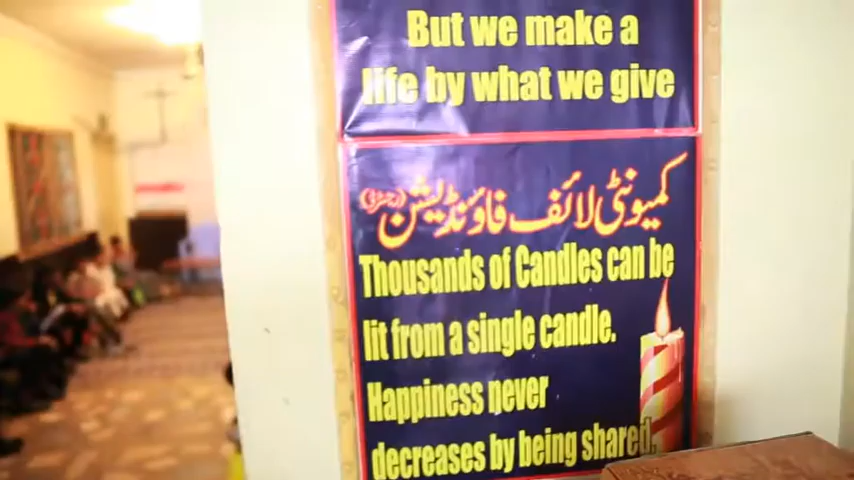 But we make a
life by what we give
کمیونٹی لائف فاؤنڈیشن (رجسٹرڈ)
Thousands of Candles can be
lit from a single candle.
Happiness never
decreases by being shared.